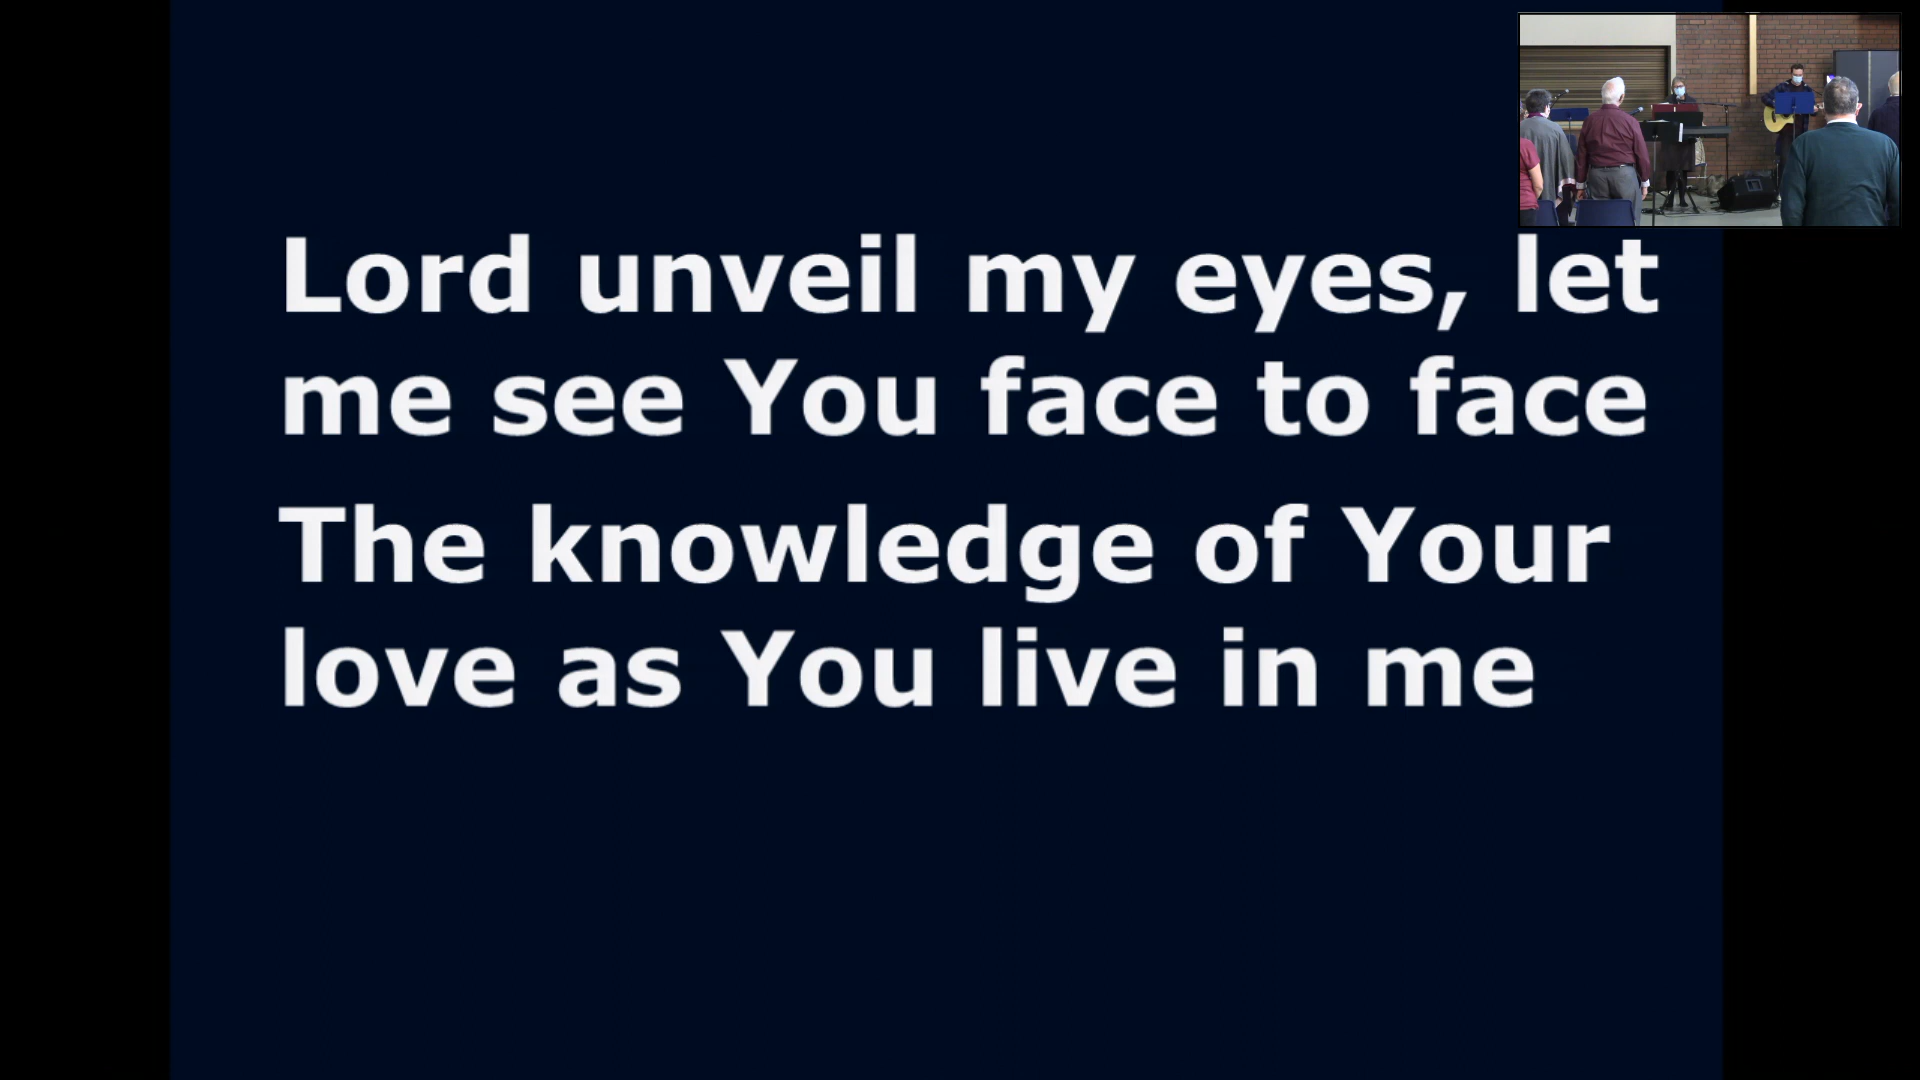 Lord unveil my eyes, let
me see You face to face
The knowledge of Your
love as You live in me